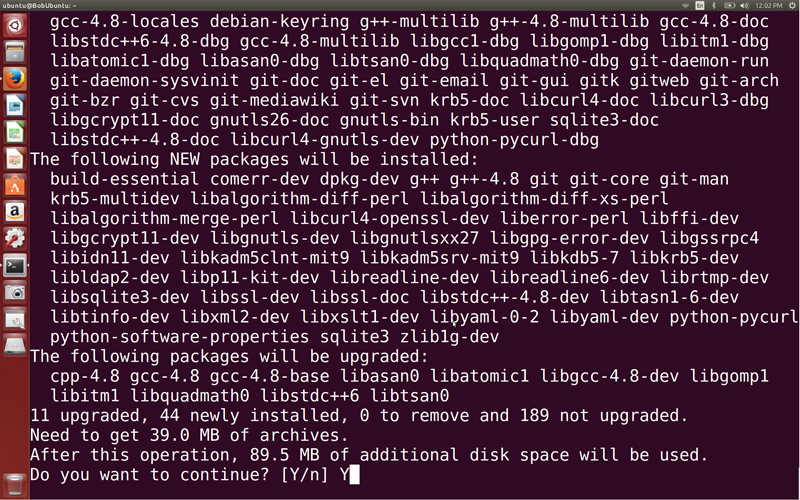 ubuntu@BobUbuntu: ~
En
12:02 PM
gcc-4.8-locales debian-keyring g++-multilib g++-4.8-multilib gcc-4.8-doc
libstdc++6-4.8-dbg gcc-4.8-multilib libgcc1-dbg libgomp1-dbg libitm1-dbg
libatomic1-dbg libasan0-dbg libtsan0-dbg libquadmath0-dbg git-daemon-run
git-daemon-sysvinit git-doc git-el git-email git-gui gitk gitweb git-arch
git-bzr git-cvs git-mediawiki git-svn krb5-doc libcurl4-doc libcurl3-dbg
libgcrypt11-doc gnutls26-doc gnutls-bin krb5-user sqlite3-doc
libstdc++-4.8-doc libcurl4-gnutls-dev python-pycurl-dbg
The following NEW packages will be installed:
build-essential comerr-dev dpkg-dev g++ g++-4.8 git git-core git-man
krb5-multidev libalgorithm-diff-perl libalgorithm-diff-xs-perl
libalgorithm-merge-perl libcurl4-openssl-dev liberror-perl libffi-dev
libgcrypt11-dev libgnutls-dev libgnutlsxx27 libgpg-error-dev libgssrpc4
libidn11-dev libkadm5clnt-mit9 libkadm5srv-mit9 libkdb5-7 libkrb5-dev
libldap2-dev libp11-kit-dev libreadline-dev libreadline6-dev librtmp-dev
libsqlite3-dev libssl-dev libssl-doc libstdc++-4.8-dev libtasn1-6-dev
libtinfo-dev libxml2-dev libxslt1-dev libyaml-0-2 libyaml-dev python-pycurl
python-software-properties sqlite3 zlib1g-dev
The following packages will be upgraded:
cpp-4.8 gcc-4.8 gcc-4.8-base libasan0 libatomic1 libgcc-4.8-dev libgomp1
libitm1 libquadmath0 libstdc++6 libtsan0
11 upgraded, 44 newly installed, 0 to remove and 189 not upgraded.
Need to get 39.0 MB of archives.
After this operation, 89.5 MB of additional disk space will be used.
Do you want to continue? [Y/n] Y